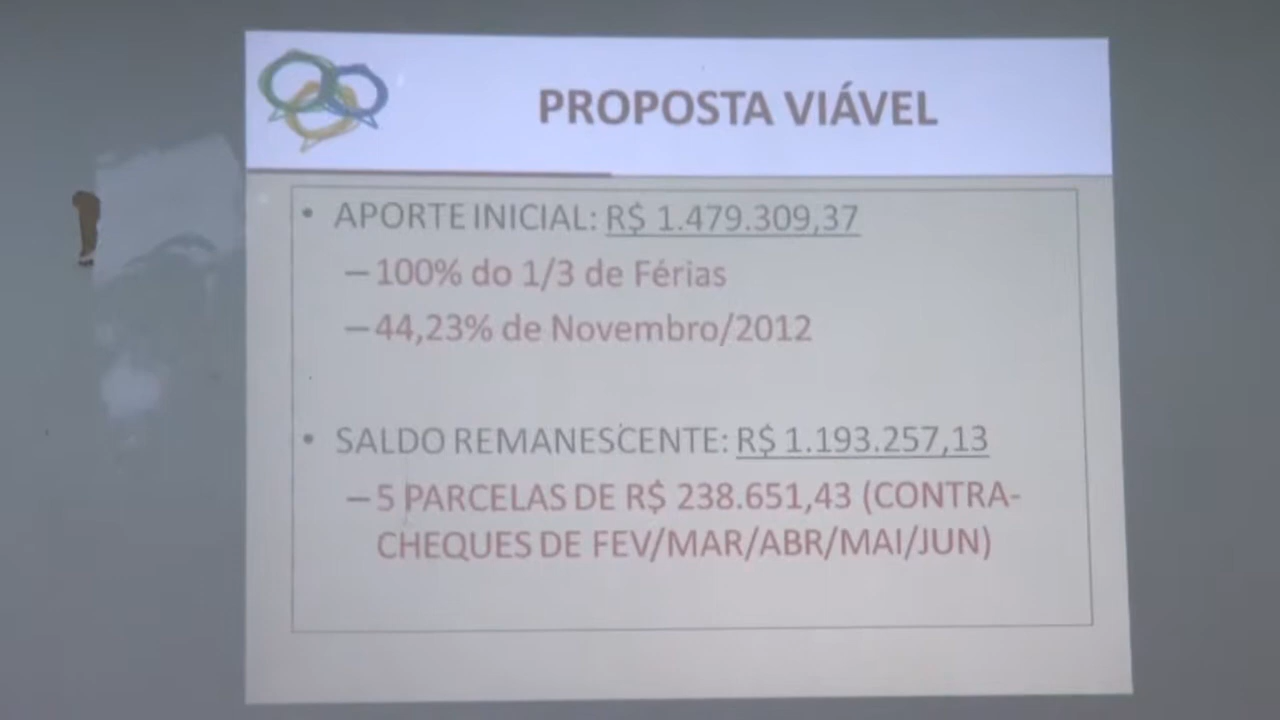 PROPOSTA VIÁVEL
• APORTE INICIAL: R$ 1.479.309,37
–100% do 1/3 de Férias
–44,23% de Novembro/2012
• SALDO REMANESCENTE: R$ 1.193.257,13
–5 PARCELAS DE R$ 238.651,43 (CONTRA-
CHEQUES DE FEV/MAR/ABR/MAI/JUN)